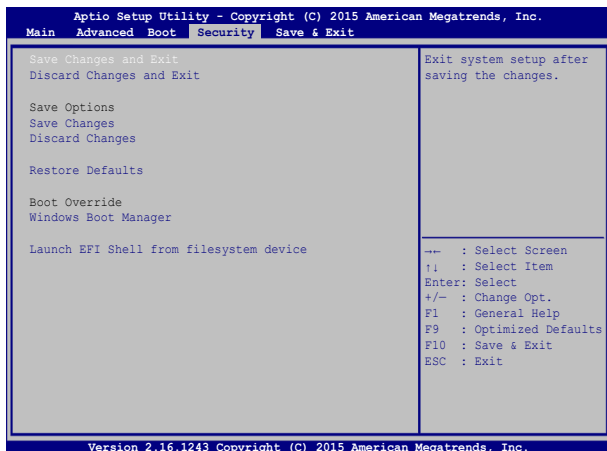 Aptio Setup Utility - Copyright (C) 2015 American Megatrends, Inc.
Main Advanced Boot Security Save & Exit
Save Changes and Exit
Discard Changes and Exit
Save Options
Save Changes
Discard Changes
Restore Defaults
Boot Override
Windows Boot Manager
Launch EFI Shell from filesystem device
Exit system setup after
saving the changes.
→← : Select Screen
↑↓ : Select Item
Enter: Select
+/— : Change Opt.
F1 : General Help
F9 : Optimized Defaults
F10 : Save & Exit
ESC : Exit
Version 2.16.1243 Copyright (C) 2015 American Megatrends, Inc.